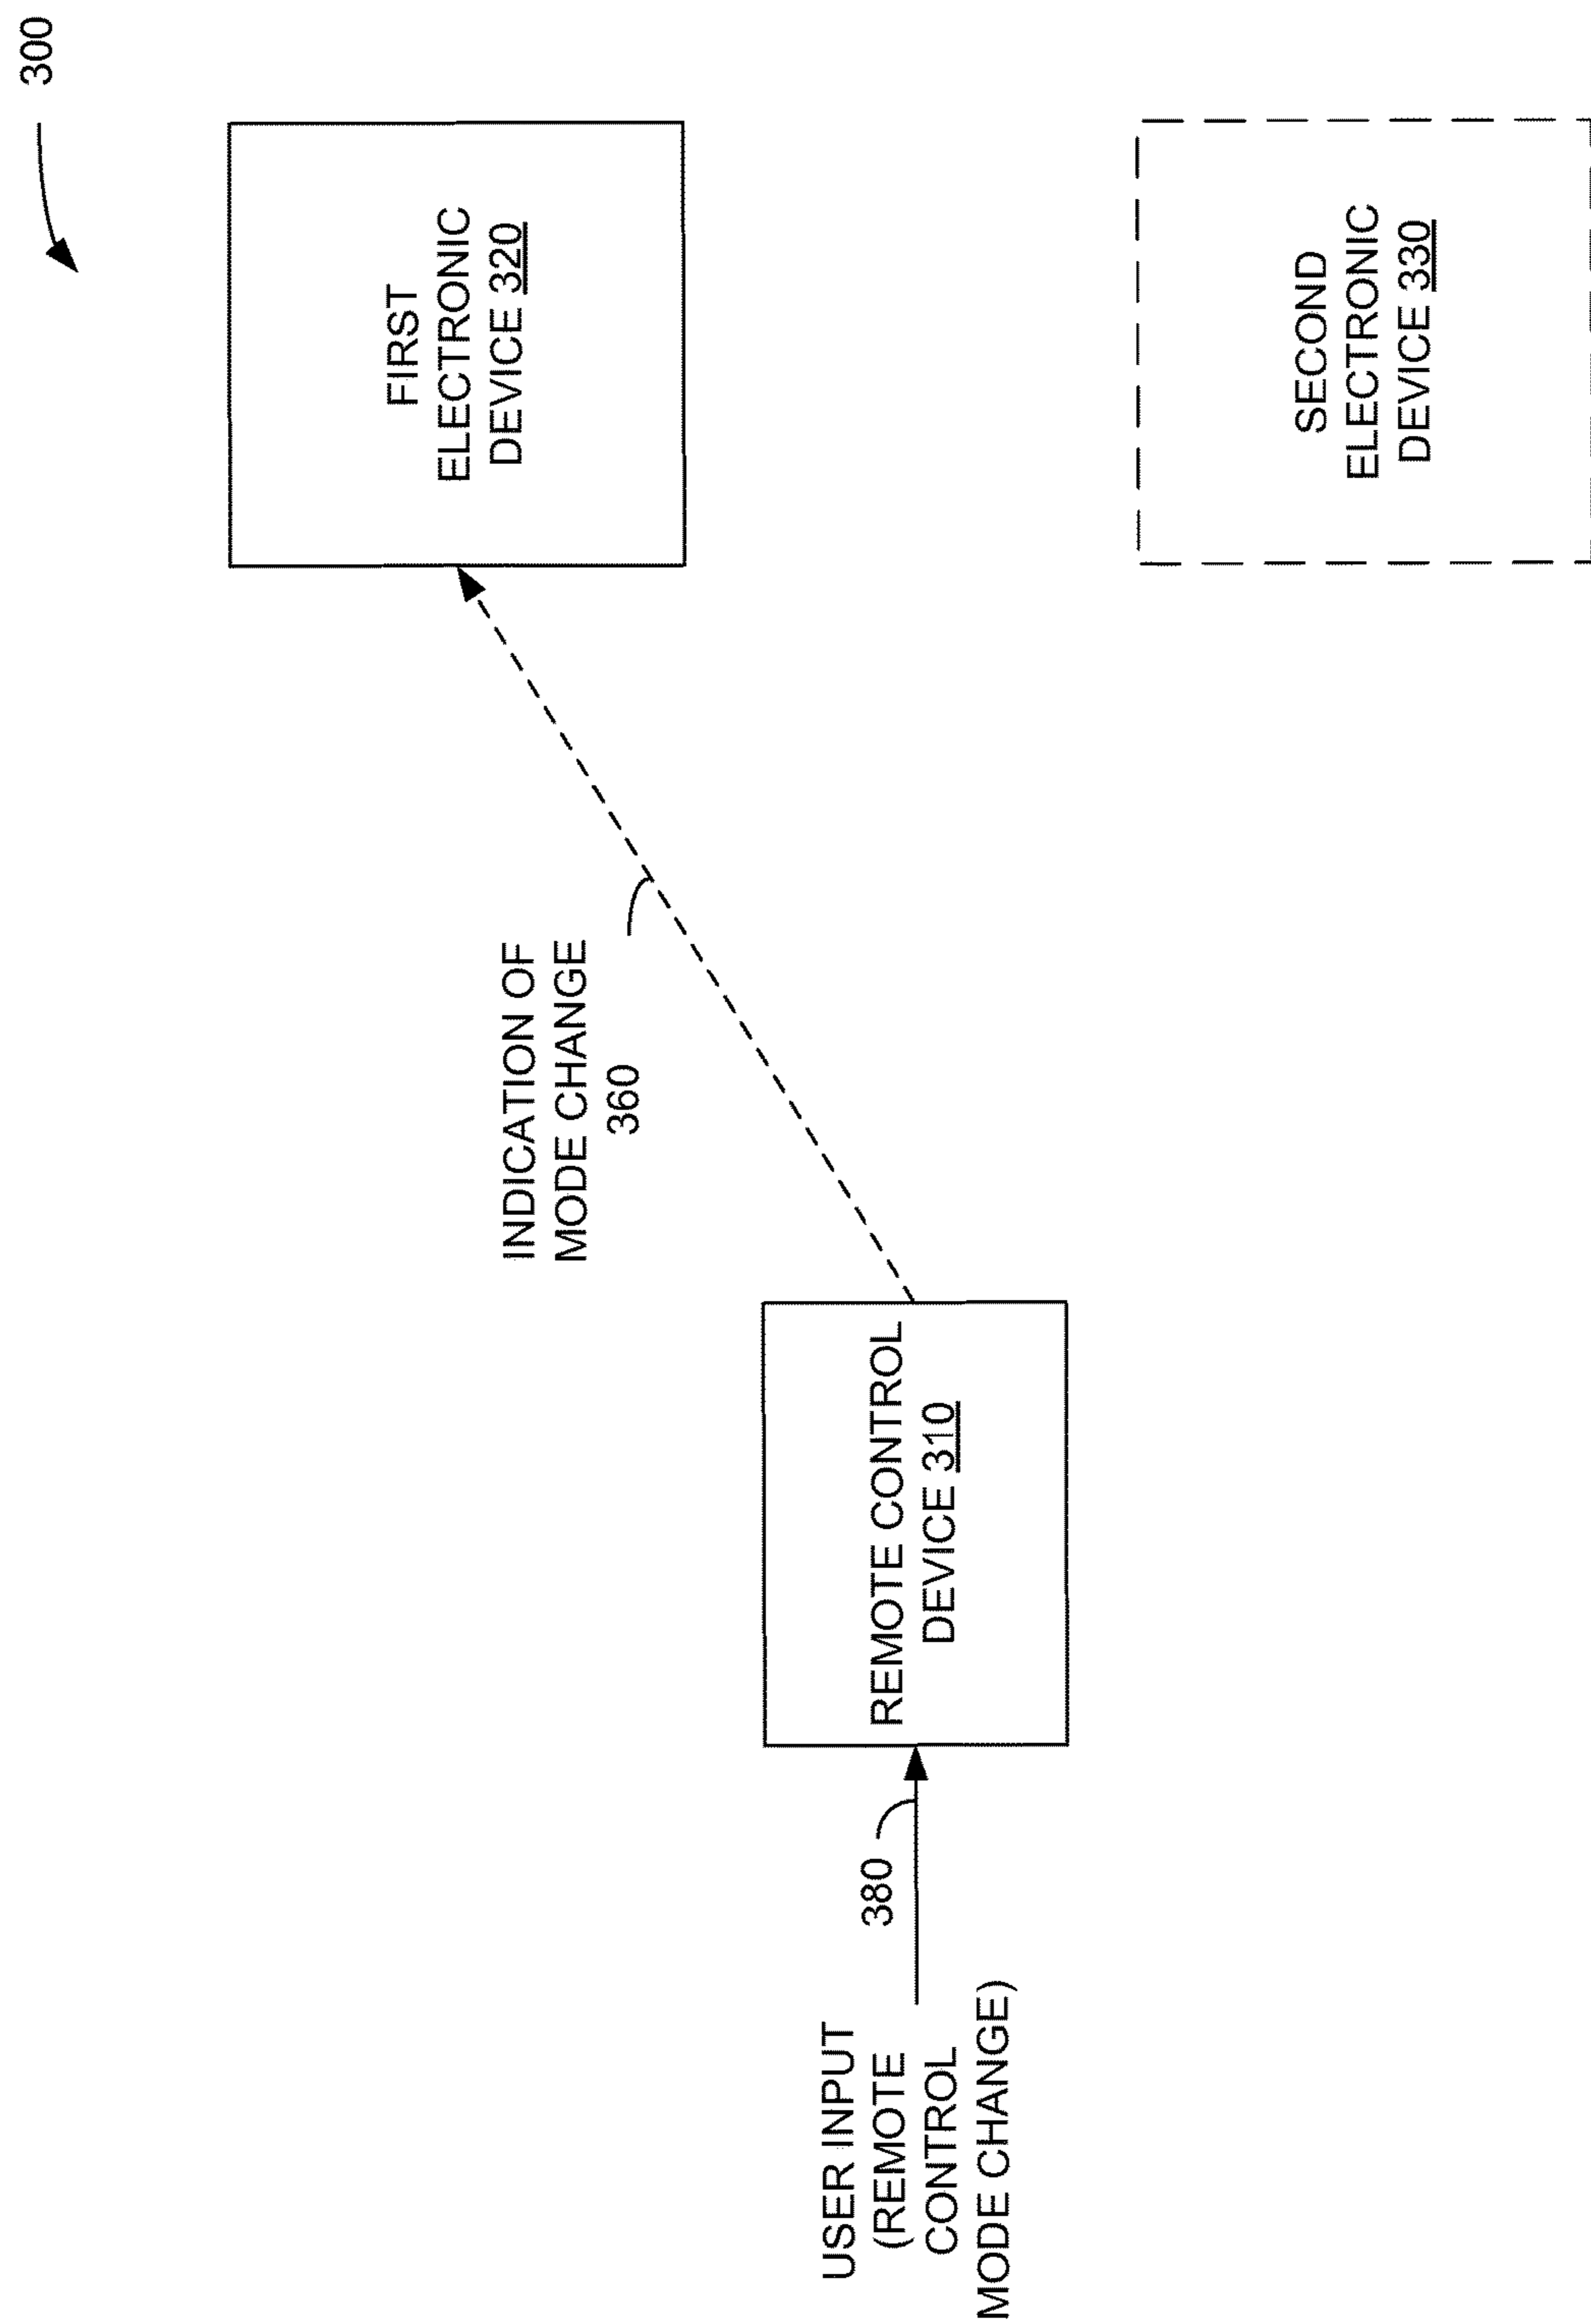 300
FIRST
ELECTRONIC
DEVICE 320
INDICATION OF
MODE CHANGE
360
REMOTE CONTROL
DEVICE 310
380
USER INPUT
(REMOTE
CONTROL
MODE CHANGE)
SECOND
ELECTRONIC
DEVICE 330